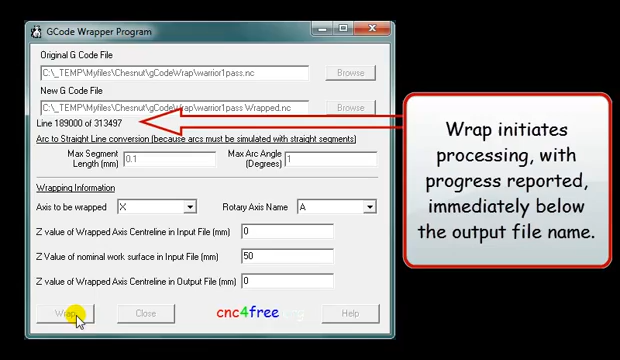 GCode Wrapper Program
Original G Code File
C:\_TEMP\Myfiles\Chesnut\gCodeWrap\warrior1pass.nc
Browse
New G Code File
C:\_TEMP\Myfiles\Chesnut\gCodeWrap\warrior1pass Wrapped.nc
Browse
Line 189000 of 313497
Arc to Straight Line conversion (because arcs must be simulated with straight segments)
Max Segment
Length (mm)
0.1
Max Arc Angle
(Degrees)
1
Wrapping Information
Axis to be wrapped
X
Rotary Axis Name
A
Z value of Wrapped Axis Centreline in Input File (mm)
0
Z Value of nominal work surface in Input File (mm)
50
Z value of Wrapped Axis Centreline in Output File (mm)
0
Wrap
Close
cnc4free.org
Help
Wrap initiates
processing, with
progress reported,
immediately below
the output file name.